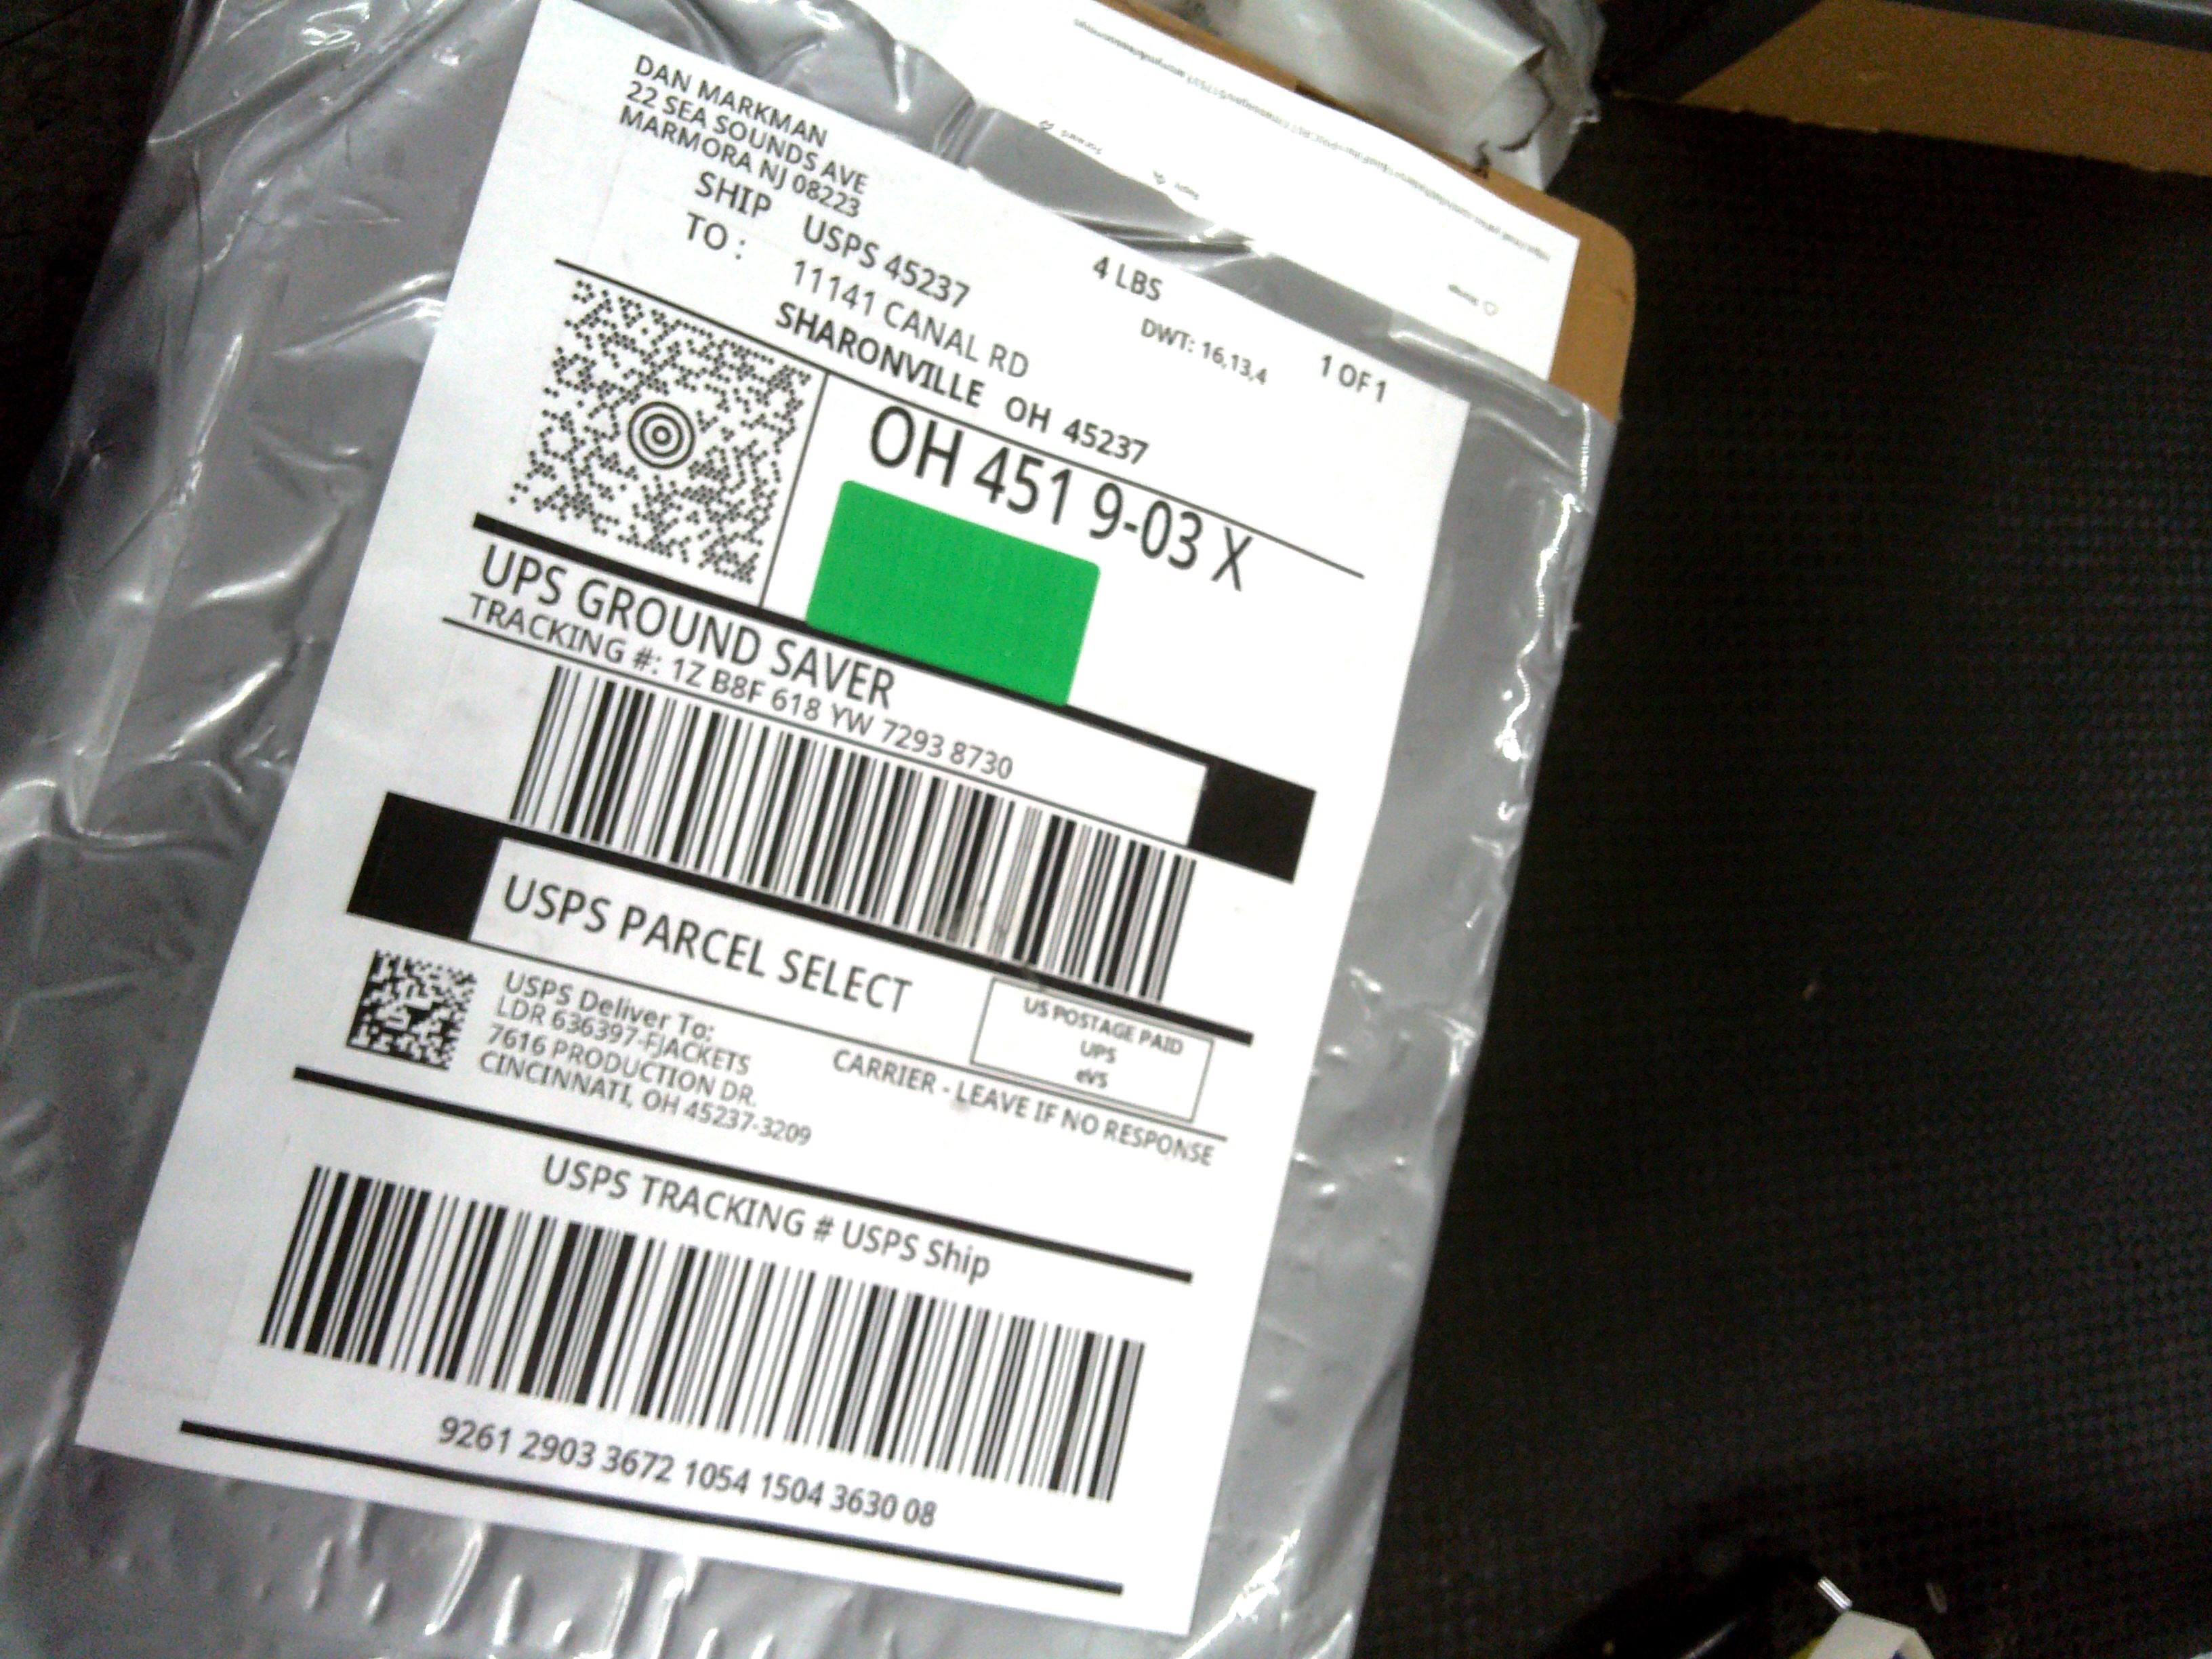 DAN MARKMAN
22 SEA SOUNDS AVE
MARMORA NJ 08223
4 LBS
1 OF 1
DWT: 16,13,4
SHIP TO :
USPS 45237
11141 CANAL RD
SHARONVILLE OH 45237
OH 451 9-03 X
UPS GROUND SAVER
TRACKING #: 1Z B8F 618 YW 7293 8730
USPS PARCEL SELECT
US POSTAGE PAID
UPS
eVS
USPS Deliver To:
LDR 636397-FJACKETS
7616 PRODUCTION DR.
CINCINNATI, OH 45237-3209
CARRIER - LEAVE IF NO RESPONSE
USPS TRACKING # USPS Ship
9261 2903 3672 1054 1504 3630 08
Forward
Reply